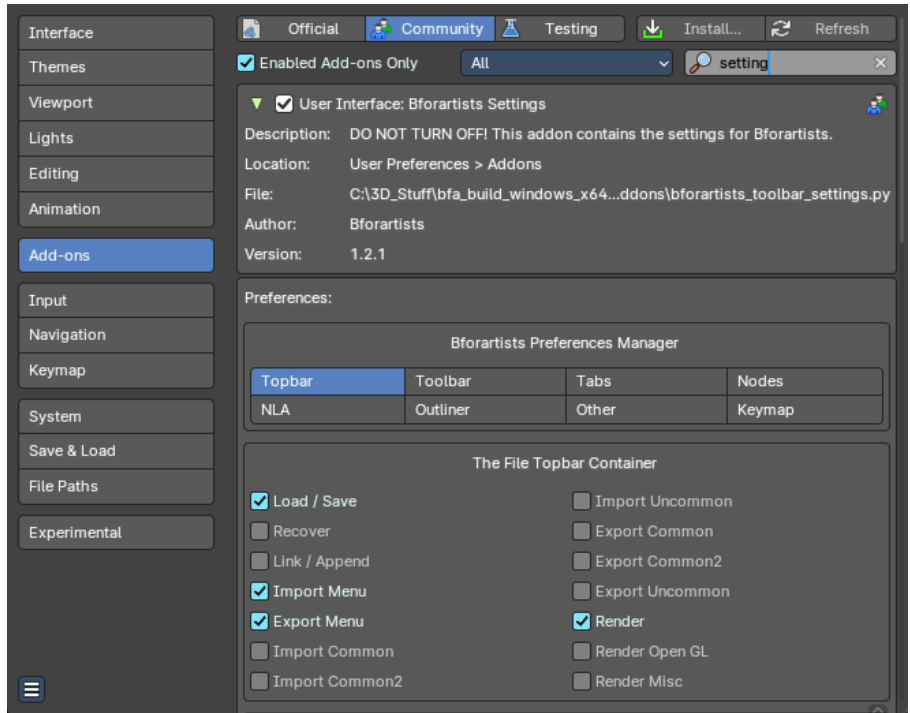 Interface
Themes
Viewport
Lights
Editing
Animation
Add-ons
Input
Navigation
Keymap
System
Save & Load
File Paths
Experimental
Official Community Testing Install... Refresh
Enabled Add-ons Only All setting
User Interface: Bforartists Settings
Description: DO NOT TURN OFF! This addon contains the settings for Bforartists.
Location: User Preferences > Addons
File: C:\3D_Stuff\bfa_build_windows_x64...ddons\bforartists_toolbar_settings.py
Author: Bforartists
Version: 1.2.1
Preferences:
Bforartists Preferences Manager
Topbar Toolbar Tabs Nodes
NLA Outliner Other Keymap
The File Topbar Container
Load / Save Import Uncommon
Recover Export Common
Link / Append Export Common2
Import Menu Export Uncommon
Export Menu Render
Import Common Render Open GL
Import Common2 Render Misc